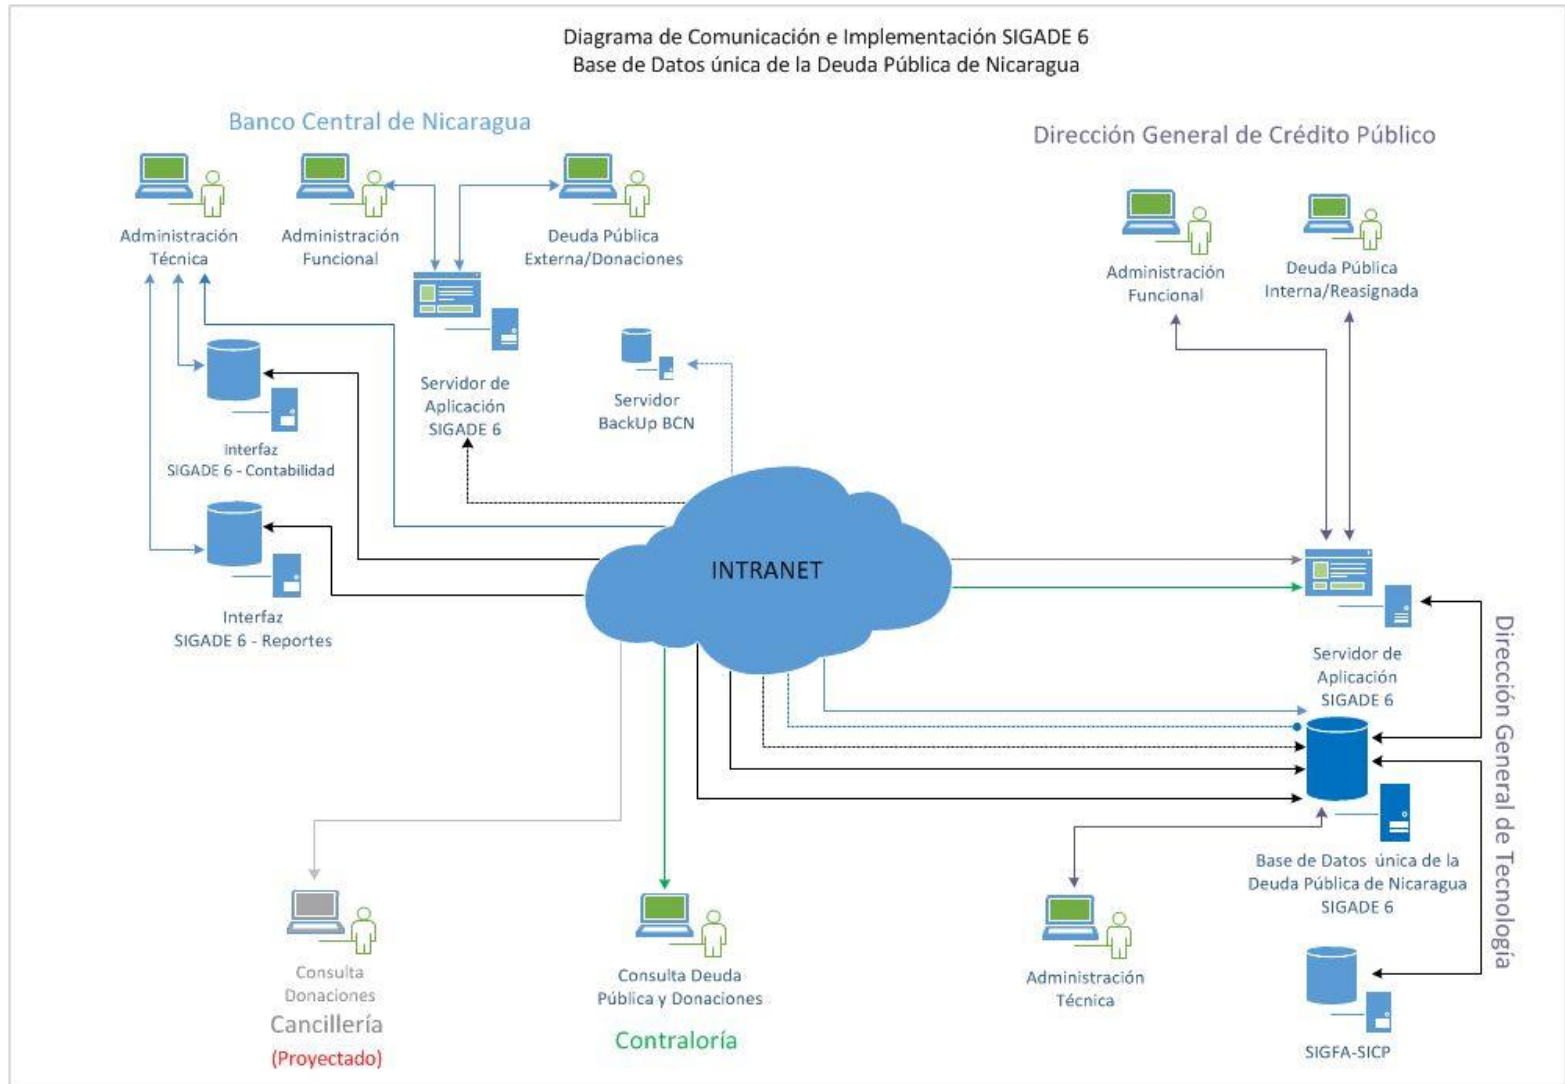 Diagrama de Comunicación e Implementación SIGADE 6
Base de Datos única de la Deuda Pública de Nicaragua
Banco Central de Nicaragua
Dirección General de Crédito Público
Administración
Técnica
Administración
Funcional
Deuda Pública
Externa/Donaciones
Administración
Funcional
Deuda Pública
Interna/Reasignada
Servidor de
Aplicación
SIGADE 6
Servidor
BackUp BCN
Interfaz
SIGADE 6 - Contabilidad
Interfaz
SIGADE 6 - Reportes
INTRANET
Servidor de
Aplicación
SIGADE 6
Dirección General de Tecnología
Base de Datos única de la
Deuda Pública de Nicaragua
SIGADE 6
Consulta
Donaciones
Cancillería
(Proyectado)
Consulta Deuda
Pública y Donaciones
Contraloría
Administración
Técnica
SIGFA-SICP